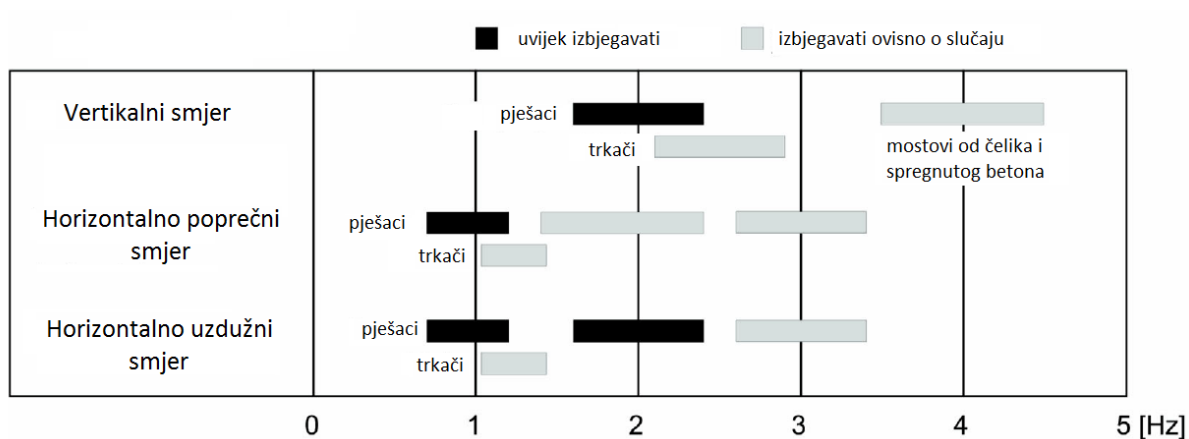 uvijek izbjegavati
izbjegavati ovisno o slučaju
Vertikalni smjer
pješaci
trkači
mostovi od čelika i
spregnutog betona
Horizontalno poprečni
smjer
pješaci
trkači
Horizontalno uzdužni
smjer
pješaci
trkači
0 1 2 3 4 5 [Hz]